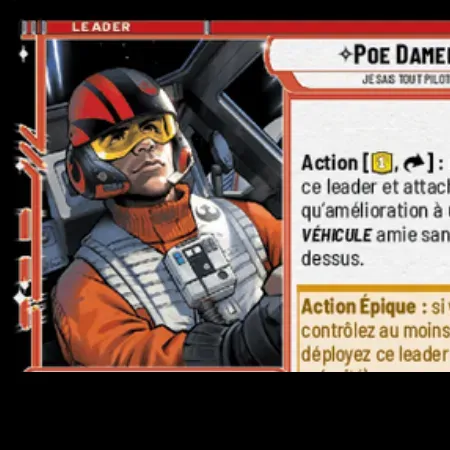 LEADER
POE DAME
JE SAIS TOUT PILOT
Action [1, ]:
ce leader et attach
qu'amélioration à
VÉHICULE amie san
dessus.
Action Épique : si
contrôlez au moins
déployez ce leader